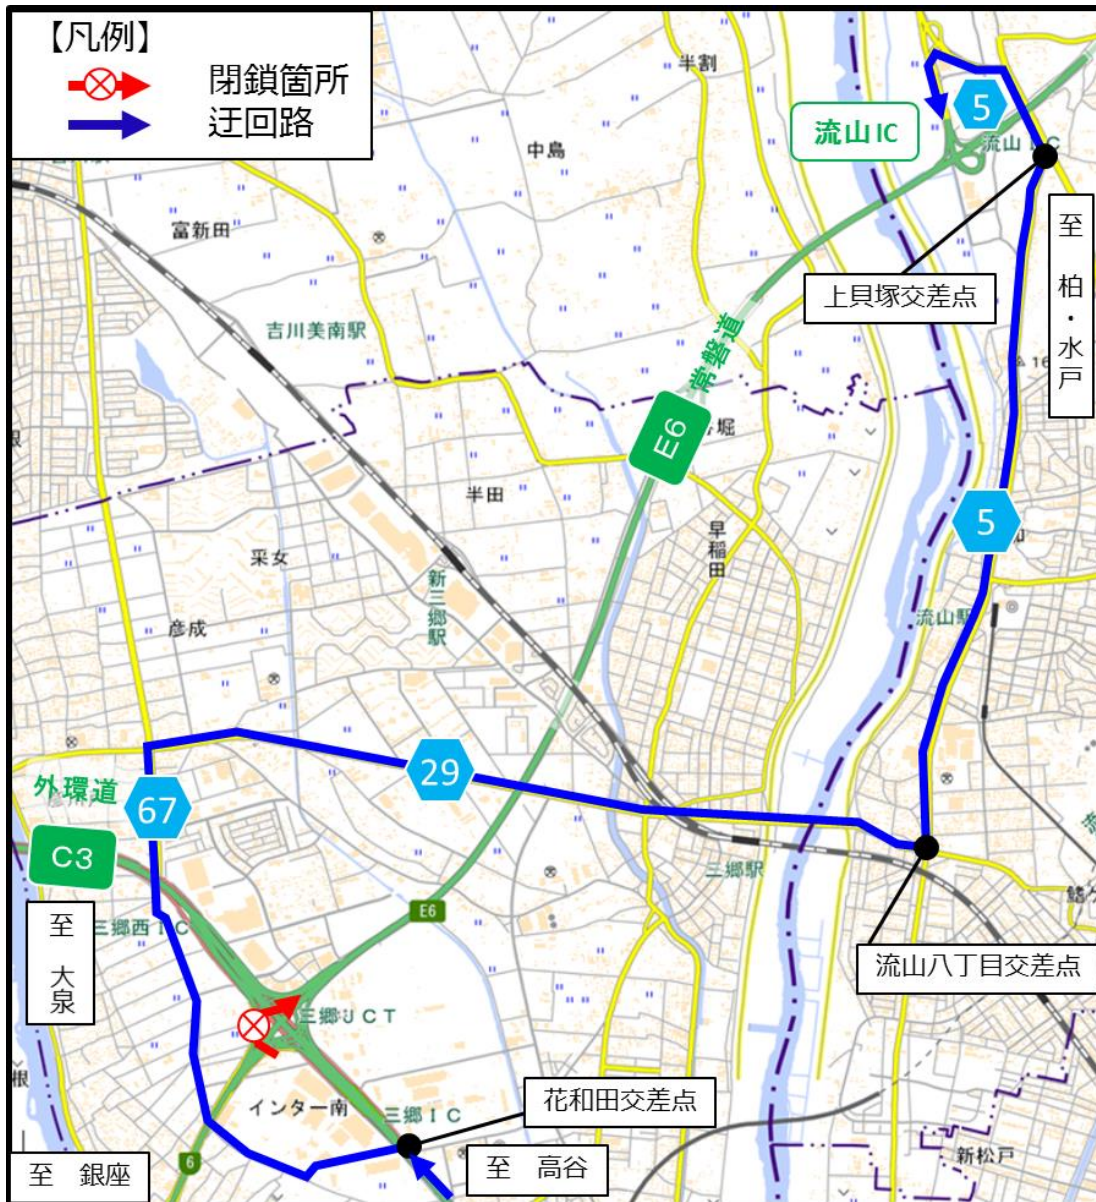 【凡例】
閉鎖箇所
迂回路
半割
5
流山IC
流山IC
中島
富新田
至 柏・水戸
上貝塚交差点
吉川美南駅
常磐道
E6
半田
早稲田
5
采女
新三郷駅
流山駅
彦成
29
外環道
67
C3
三郷駅
E6
三郷西IC
至 大泉
流山八丁目交差点
三郷JCT
花和田交差点
インター南
三郷IC
至 高谷
新松戸
至 銀座
6